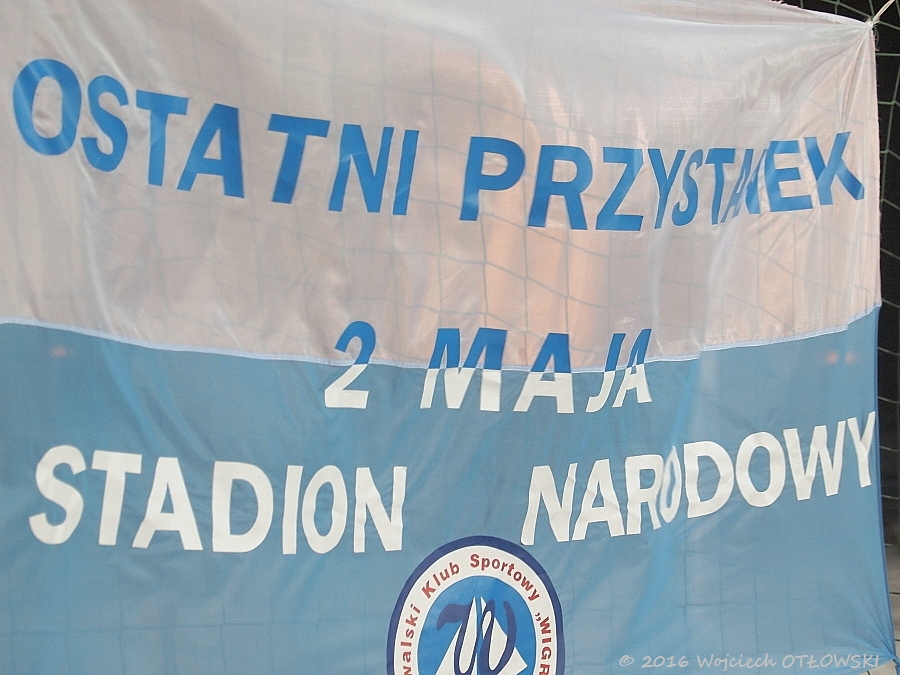 OSTATNI PRZYSTANEK
2 MAJA
STADION NARODOWY
Klub Sportowy
© 2016 Wojciech OTŁOWSKI